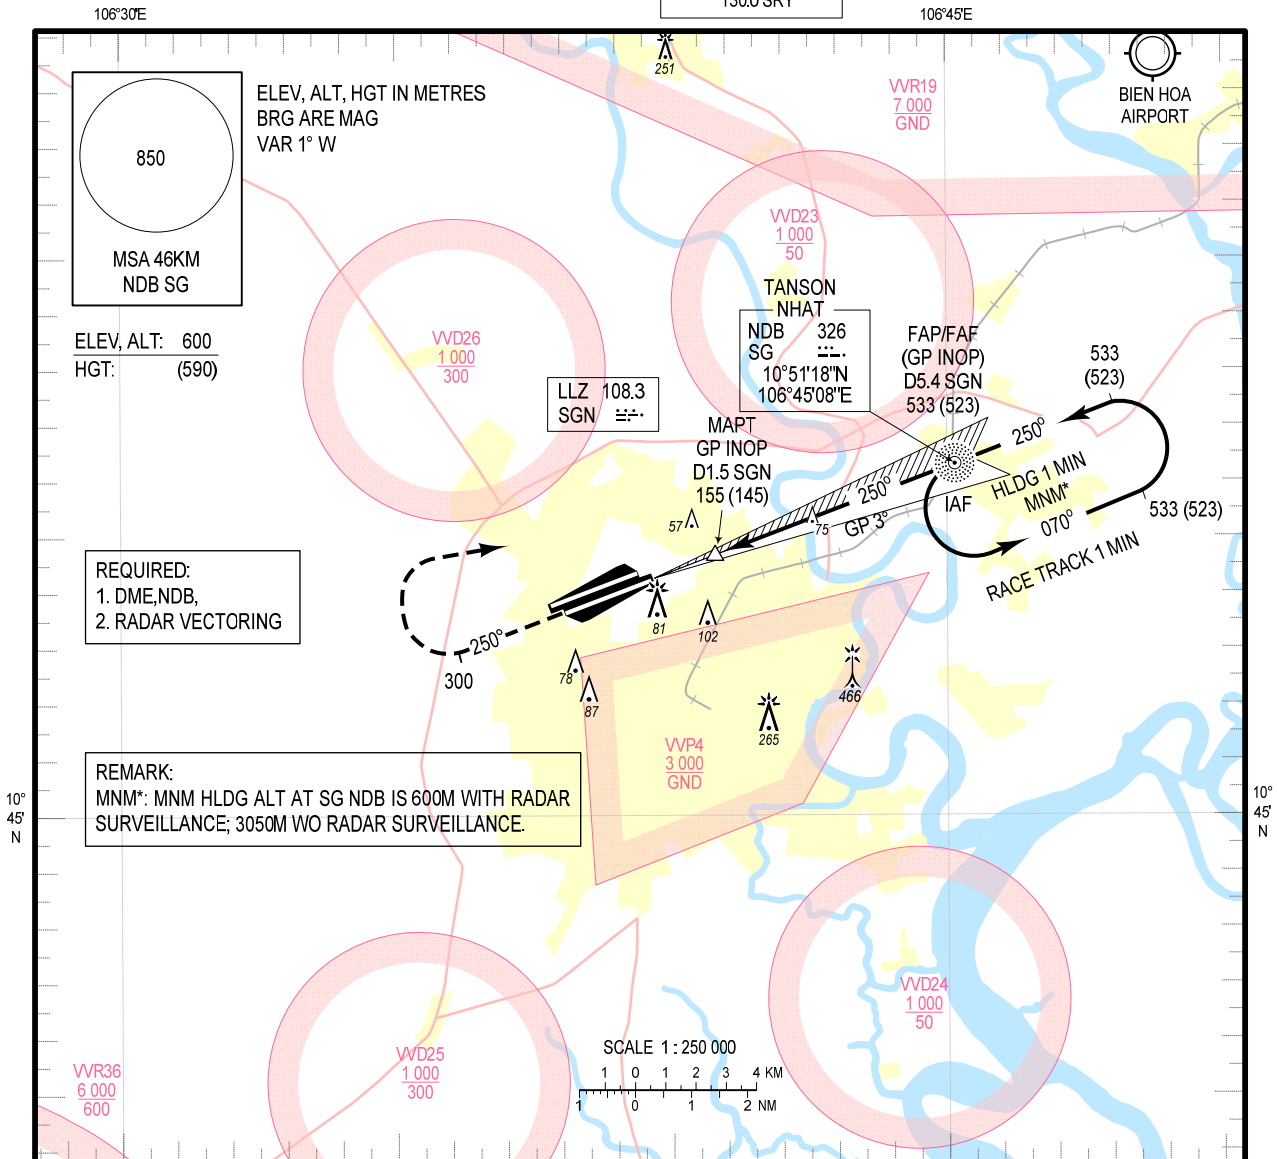 130.0 SRY
106°30'E
106°45'E
850
MSA 46KM
NDB SG
ELEV, ALT, HGT IN METRES
BRG ARE MAG
VAR 1° W
ELEV, ALT: 600
HGT: (590)
251
VVR19
7 000
GND
BIEN HOA
AIRPORT
VVD23
1 000
50
VVD26
1 000
300
TANSON
NHAT
NDB 326
SG
10°51'18"N
106°45'08"E
FAP/FAF
(GP INOP)
D5.4 SGN
533 (523)
533
(523)
LLZ 108.3
SGN
MAPT
GP INOP
D1.5 SGN
155 (145)
250°
250°
HLDG 1 MIN
MNM*
070°
533 (523)
IAF
RACE TRACK 1 MIN
GP 3°
57
75
REQUIRED:
1. DME,NDB,
2. RADAR VECTORING
81
102
250°
300
78
87
466
265
VVP4
3 000
GND
REMARK:
MNM*: MNM HLDG ALT AT SG NDB IS 600M WITH RADAR
SURVEILLANCE; 3050M WO RADAR SURVEILLANCE.
10°
45'
N
10°
45'
N
VVD24
1 000
50
VVD25
1 000
300
VVR36
6 000
600
SCALE 1 : 250 000
1 0 1 2 3 4 KM
1 0 1 2 NM